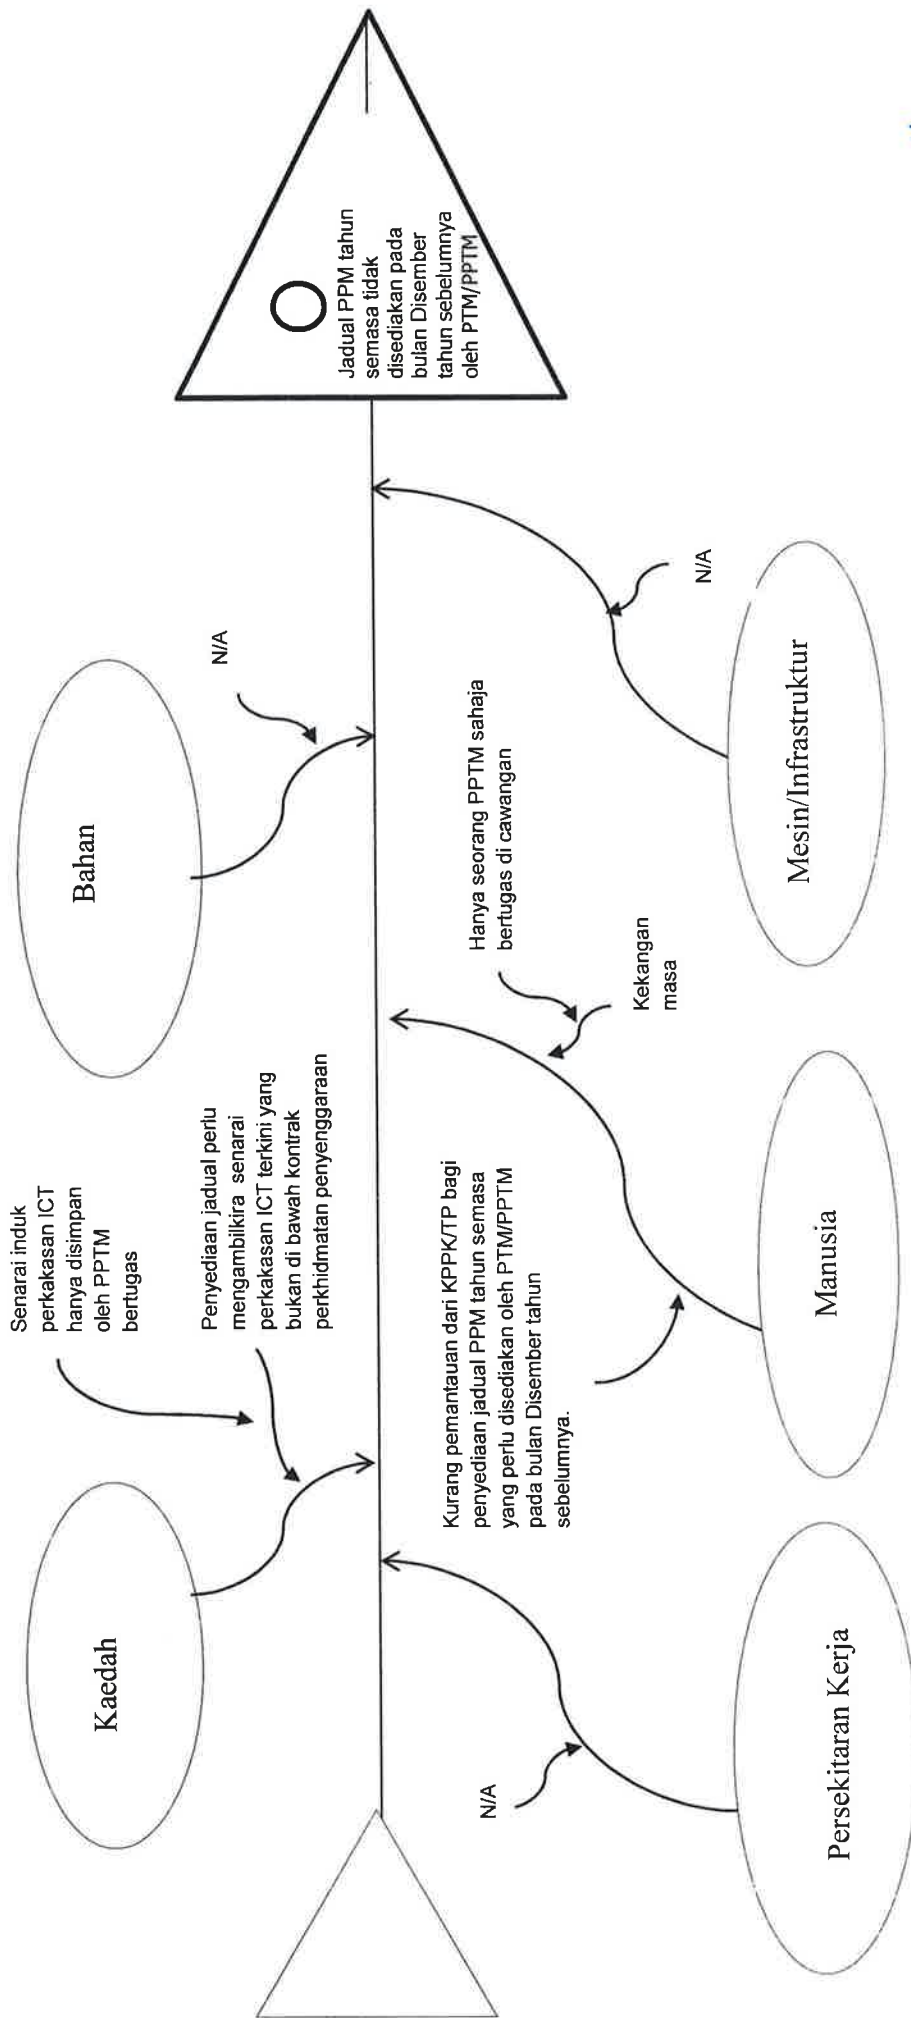 Kaedah
Senarai induk
perkakasan ICT
hanya disimpan
oleh PPTM
bertugas
Penyediaan jadual perlu
mengambilkira senarai
perkakasan ICT terkini yang
bukan di bawah kontrak
perkhidmatan penyenggaraan
Bahan
N/A
Jadual PPM tahun
semasa tidak
disediakan pada
bulan Disember
tahun sebelumnya
oleh PTM/PPTM
N/A
Persekitaran Kerja
Kurang pemantauan dari KPPK/TP bagi
penyediaan jadual PPM tahun semasa
yang perlu disediakan oleh PTM/PPTM
pada bulan Disember tahun
sebelumnya.
Manusia
Hanya seorang PPTM sahaja
bertugas di cawangan
Kekangan
masa
N/A
Mesin/Infrastruktur